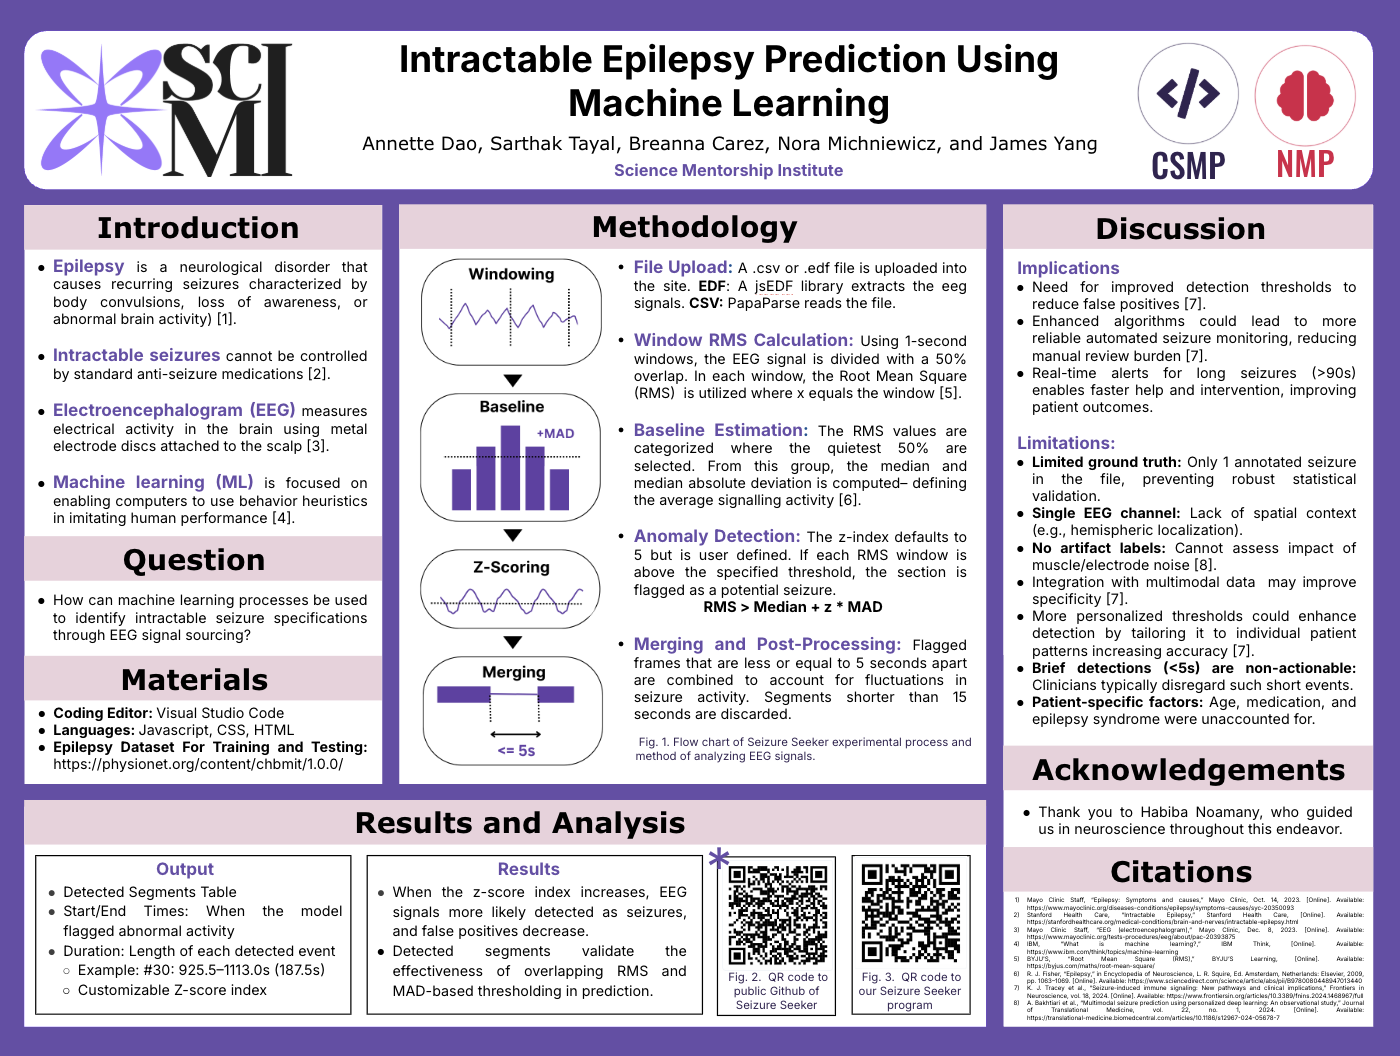 SCI
MI
Intractable Epilepsy Prediction Using
Machine Learning
Annette Dao, Sarthak Tayal, Breanna Carez, Nora Michniewicz, and James Yang
Science Mentorship Institute
</>
CSMP
NMP
Introduction
● Epilepsy is a neurological disorder that
causes recurring seizures characterized by
body convulsions, loss of awareness, or
abnormal brain activity) [1].
● Intractable seizures cannot be controlled
by standard anti-seizure medications [2].
● Electroencephalogram (EEG) measures
electrical activity in the brain using metal
electrode discs attached to the scalp [3].
● Machine learning (ML) is focused on
enabling computers to use behavior heuristics
in imitating human performance [4].
Question
● How can machine learning processes be used
to identify intractable seizure specifications
through EEG signal sourcing?
Materials
● Coding Editor: Visual Studio Code
● Languages: Javascript, CSS, HTML
● Epilepsy Dataset For Training and Testing:
https://physionet.org/content/chbmit/1.0.0/
Methodology
Windowing
Baseline
+MAD
Z-Scoring
Merging
<= 5s
• File Upload: A .csv or .edf file is uploaded into
the site. EDF: A jsEDF library extracts the eeg
signals. CSV: PapaParse reads the file.
• Window RMS Calculation: Using 1-second
windows, the EEG signal is divided with a 50%
overlap. In each window, the Root Mean Square
(RMS) is utilized where x equals the window [5].
• Baseline Estimation: The RMS values are
categorized where the quietest 50% are
selected. From this group, the median and
median absolute deviation is computed– defining
the average signalling activity [6].
• Anomaly Detection: The z-index defaults to
5 but is user defined. If each RMS window is
above the specified threshold, the section is
flagged as a potential seizure.
RMS > Median + z * MAD
• Merging and Post-Processing: Flagged
frames that are less or equal to 5 seconds apart
are combined to account for fluctuations in
seizure activity. Segments shorter than 15
seconds are discarded.
Fig. 1. Flow chart of Seizure Seeker experimental process and
method of analyzing EEG signals.
Results and Analysis
Output
● Detected Segments Table
● Start/End Times: When the model
flagged abnormal activity
● Duration: Length of each detected event
○ Example: #30: 925.5–1113.0s (187.5s)
○ Customizable Z-score index
Results
● When the z-score index increases, EEG
signals more likely detected as seizures,
and false positives decrease.
● Detected segments validate the
effectiveness of overlapping RMS and
MAD-based thresholding in prediction.
*
Fig. 2. QR code to
public Github of
Seizure Seeker
Fig. 3. QR code to
our Seizure Seeker
program
Discussion
Implications
● Need for improved detection thresholds to
reduce false positives [7].
● Enhanced algorithms could lead to more
reliable automated seizure monitoring, reducing
manual review burden [7].
● Real-time alerts for long seizures (>90s)
enables faster help and intervention, improving
patient outcomes.
Limitations:
● Limited ground truth: Only 1 annotated seizure
in the file, preventing robust statistical
validation.
● Single EEG channel: Lack of spatial context
(e.g., hemispheric localization).
● No artifact labels: Cannot assess impact of
muscle/electrode noise [8].
● Integration with multimodal data may improve
specificity [7].
● More personalized thresholds could enhance
detection by tailoring it to individual patient
patterns increasing accuracy [7].
● Brief detections (<5s) are non-actionable:
Clinicians typically disregard such short events.
● Patient-specific factors: Age, medication, and
epilepsy syndrome were unaccounted for.
Acknowledgements
● Thank you to Habiba Noamany, who guided
us in neuroscience throughout this endeavor.
Citations
1) Mayo Clinic Staff, "Epilepsy: Symptoms and causes," Mayo Clinic, Oct. 14, 2023. [Online]. Available:
https://www.mayoclinic.org/diseases-conditions/epilepsy/symptoms-causes/syc-20350093
2) Stanford Health Care, "Intractable Epilepsy," Stanford Health Care, [Online]. Available:
https://stanfordhealthcare.org/medical-conditions/brain-and-nerves/intractable-epilepsy.html
3) Mayo Clinic Staff, "EEG (electroencephalogram)," Mayo Clinic, Dec. 8, 2023. [Online]. Available:
https://www.mayoclinic.org/tests-procedures/eeg/about/pac-20393875
4) IBM, "What is machine learning?," IBM Think, [Online]. Available:
https://www.ibm.com/think/topics/machine-learning
5) BYJU'S, "Root Mean Square (RMS)," BYJU'S Learning, [Online]. Available:
https://byjus.com/maths/root-mean-square/
6) R. J. Fisher, "Epilepsy," in Encyclopedia of Neuroscience, L. R. Squire, Ed. Amsterdam, Netherlands: Elsevier, 2009,
pp. 1063–1069. [Online]. Available: https://www.sciencedirect.com/science/article/abs/pii/B9780080448947013440
7) K. J. Tracey et al., "Seizure-induced immune signaling: New pathways and clinical implications," Frontiers in
Neuroscience, vol. 18, 2024. [Online]. Available: https://www.frontiersin.org/articles/10.3389/fnins.2024.1468967/full
8) A. Bakhtiari et al., "Multimodal seizure prediction using personalized deep learning: An observational study," Journal
of Translational Medicine, vol. 22, no. 1, 2024. [Online]. Available:
https://translational-medicine.biomedcentral.com/articles/10.1186/s12967-024-05678-7